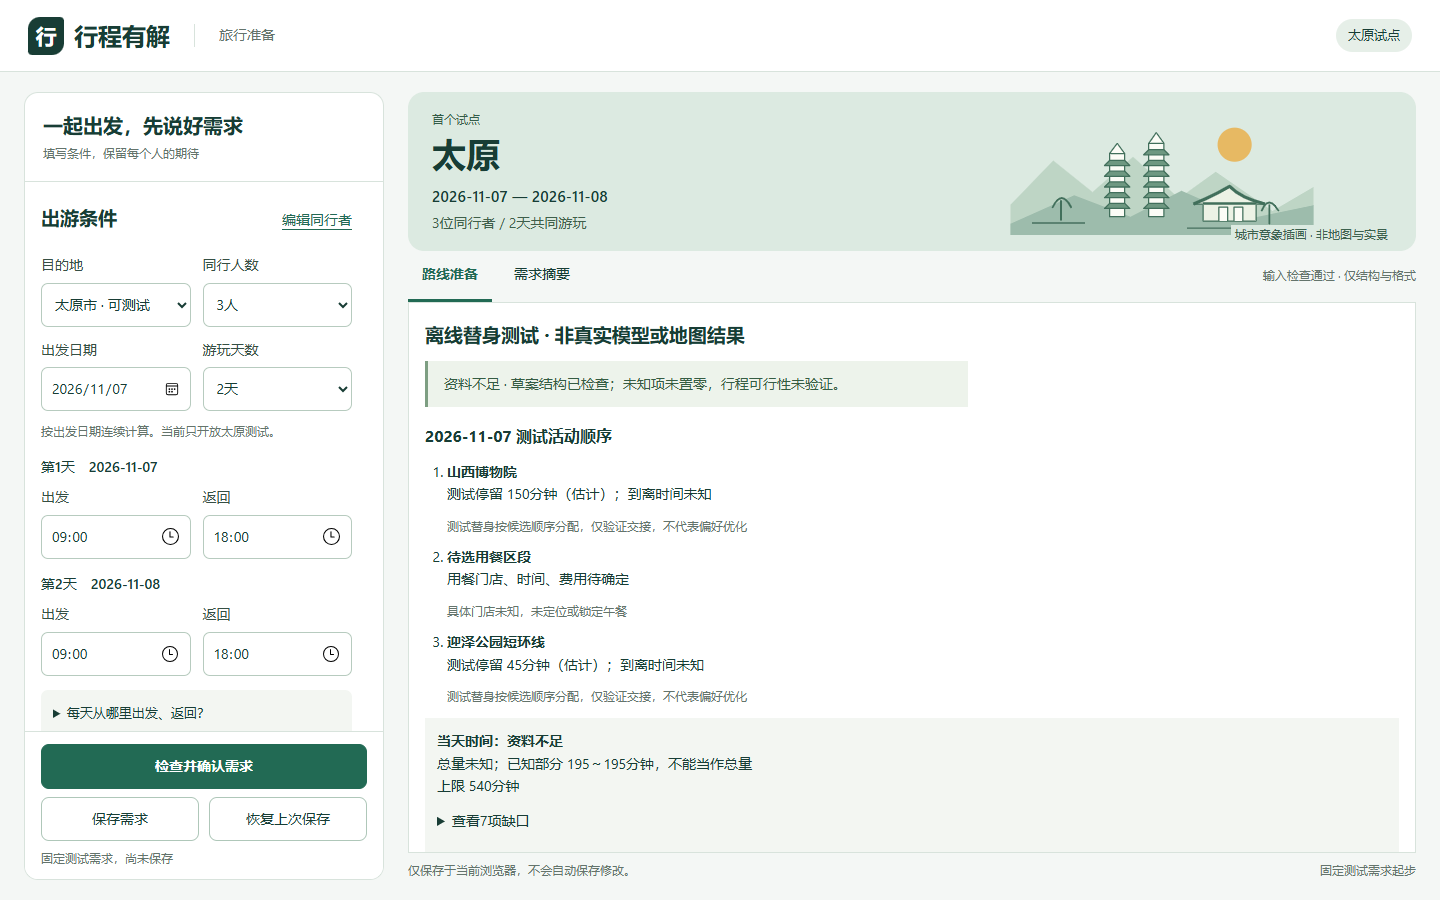 行 行程有解 旅行准备 太原试点
一起出发，先说好需求
填写条件，保留每个人的期待
出游条件 编辑同行者
目的地 同行人数
太原市 · 可测试 3人
出发日期 游玩天数
2026/11/07 2天
按出发日期连续计算。当前只开放太原测试。
第1天 2026-11-07
出发 返回
09:00 18:00
第2天 2026-11-08
出发 返回
09:00 18:00
▶ 每天从哪里出发、返回？
检查并确认需求
保存需求 恢复上次保存
固定测试需求，尚未保存
首个试点
太原
2026-11-07 — 2026-11-08
3位同行者 / 2天共同游玩
城市意象插画 · 非地图与实景
路线准备 需求摘要 输入检查通过 · 仅结构与格式
离线替身测试 · 非真实模型或地图结果
资料不足 · 草案结构已检查；未知项未置零，行程可行性未验证。
2026-11-07 测试活动顺序
1. 山西博物院
测试停留 150分钟（估计）；到离时间未知
测试替身按候选顺序分配，仅验证交接，不代表偏好优化
2. 待选用餐区段
用餐门店、时间、费用待确定
具体门店未知，未定位或锁定午餐
3. 迎泽公园短环线
测试停留 45分钟（估计）；到离时间未知
测试替身按候选顺序分配，仅验证交接，不代表偏好优化
当天时间：资料不足
总量未知；已知部分 195 ~ 195分钟，不能当作总量
上限 540分钟
▶ 查看7项缺口
仅保存于当前浏览器，不会自动保存修改。 固定测试需求起步